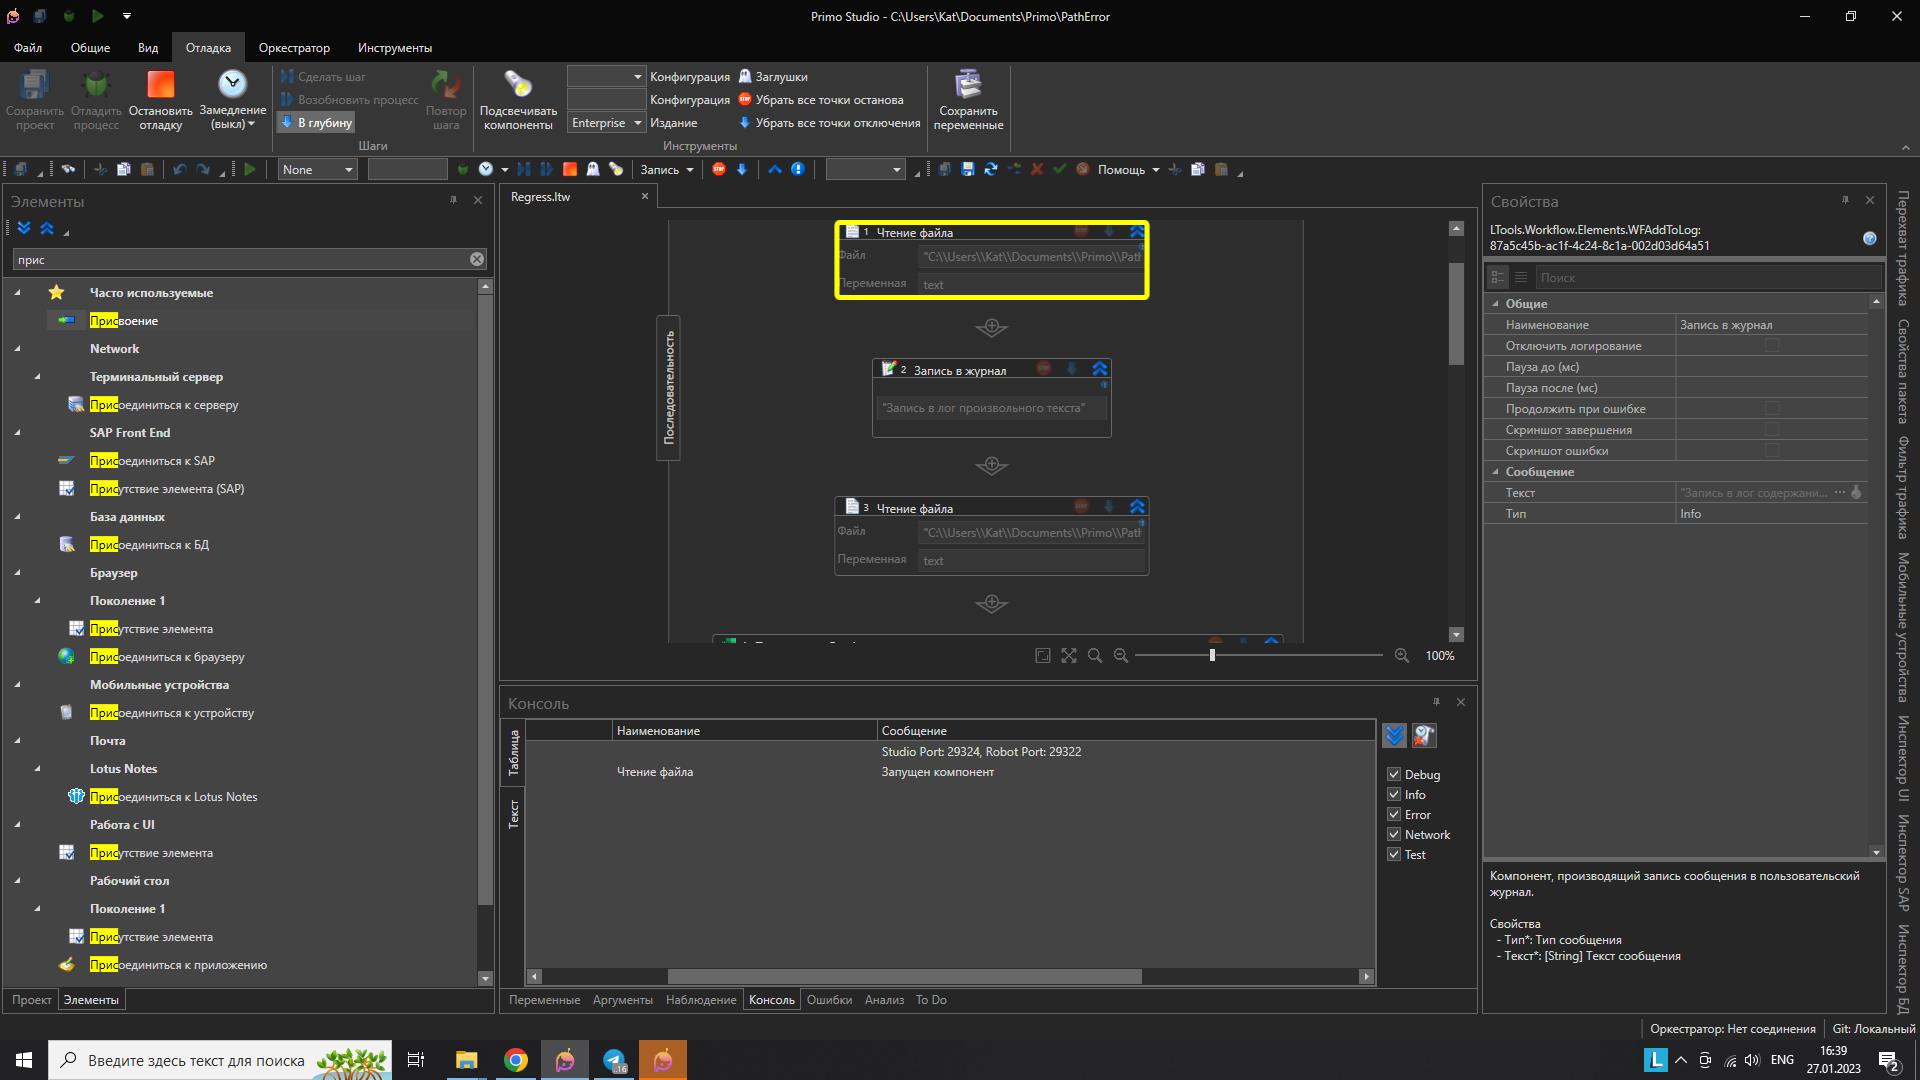 Primo Studio - C:\Users\Kat\Documents\Primo\PathError
Файл Общие Вид Отладка Оркестратор Инструменты
Сохранить проект
Отладить процесс
Остановить отладку
Замедление (выкл)
Сделать шаг
Возобновить процесс
В глубину
Повтор шага
Шаги
Подсвечивать компоненты
Конфигурация
Конфигурация
Enterprise Издание
Заглушки
Убрать все точки останова
Убрать все точки отключения
Инструменты
Сохранить переменные
None Запись Помощь
Элементы
прис
Часто используемые
Присвоение
Network
Терминальный сервер
Присоединиться к серверу
SAP Front End
Присоединиться к SAP
Присутствие элемента (SAP)
База данных
Присоединиться к БД
Браузер
Поколение 1
Присутствие элемента
Присоединиться к браузеру
Мобильные устройства
Присоединиться к устройству
Почта
Lotus Notes
Присоединиться к Lotus Notes
Работа с UI
Присутствие элемента
Рабочий стол
Поколение 1
Присутствие элемента
Присоединиться к приложению
Проект Элементы
Regress.ltw
Последовательность
1 Чтение файла
Файл "C:\\Users\\Kat\\Documents\\Primo\\Patl
Переменная text
2 Запись в журнал
"Запись в лог произвольного текста"
3 Чтение файла
Файл "C:\\Users\\Kat\\Documents\\Primo\\Patl
Переменная text
100%
Консоль
Таблица
Текст
Наименование Сообщение
Studio Port: 29324, Robot Port: 29322
Чтение файла Запущен компонент
Debug
Info
Error
Network
Test
Переменные Аргументы Наблюдение Консоль Ошибки Анализ To Do
Свойства
LTools.Workflow.Elements.WFAddToLog:
87a5c45b-ac1f-4c24-8c1a-002d03d64a51
Поиск
Общие
Наименование Запись в журнал
Отключить логирование
Пауза до (мс)
Пауза после (мс)
Продолжить при ошибке
Скриншот завершения
Скриншот ошибки
Сообщение
Текст "Запись в лог содержани...
Тип Info
Компонент, производящий запись сообщения в пользовательский
журнал.
Свойства
- Тип*: Тип сообщения
- Текст*: [String] Текст сообщения
Перехват трафика
Свойства пакета
Фильтр трафика
Мобильные устройства
Инспектор UI
Инспектор SAP
Инспектор БД
Оркестратор: Нет соединения Git: Локальный
Введите здесь текст для поиска
.16
L
ENG
16:39
27.01.2023
2